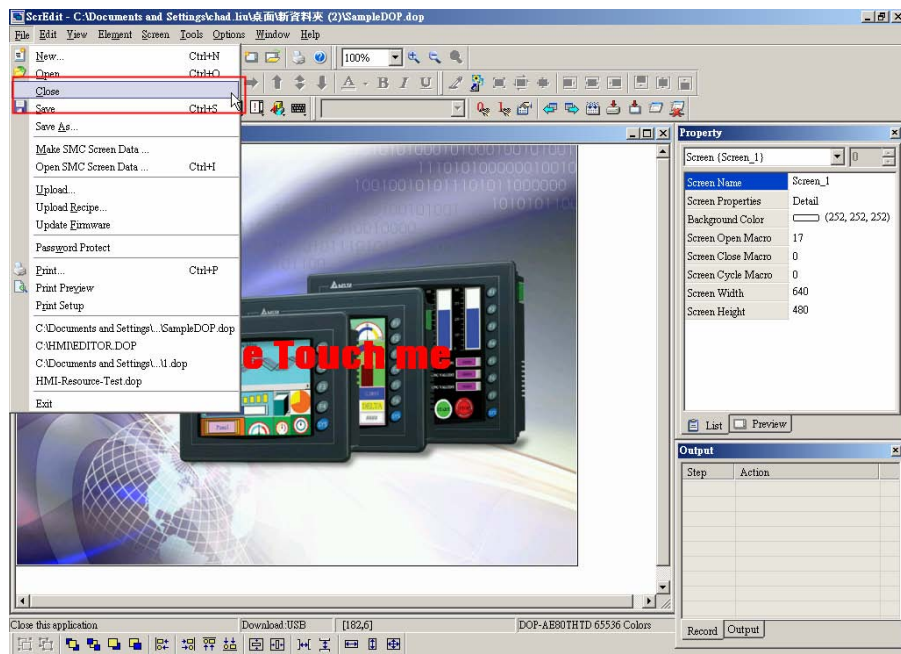 ScrEdit - C:\Documents and Settings\chad.liu\桌面\新資料夾 (2)\SampleDOP.dop
File Edit View Element Screen Tools Options Window Help
New... Ctrl+N
Open... Ctrl+O
Close
Save Ctrl+S
Save As...
Make SMC Screen Data ...
Open SMC Screen Data ... Ctrl+I
Upload...
Upload Recipe...
Update Firmware
Password Protect
Print... Ctrl+P
Print Preview
Print Setup
C:\Documents and Settings\...\SampleDOP.dop
C:\HMI\EDITOR.DOP
C:\Documents and Settings\...\1.dop
HMI-Resource-Test.dop
Exit
100%
A - B I U
e Touch me
Property
Screen {Screen_1} 0
Screen Name Screen_1
Screen Properties Detail
Background Color (252, 252, 252)
Screen Open Macro 17
Screen Close Macro 0
Screen Cycle Macro 0
Screen Width 640
Screen Height 480
List Preview
Output
Step Action
Record Output
Close this application Download:USB [182,6] DOP-AE80THTD 65536 Colors